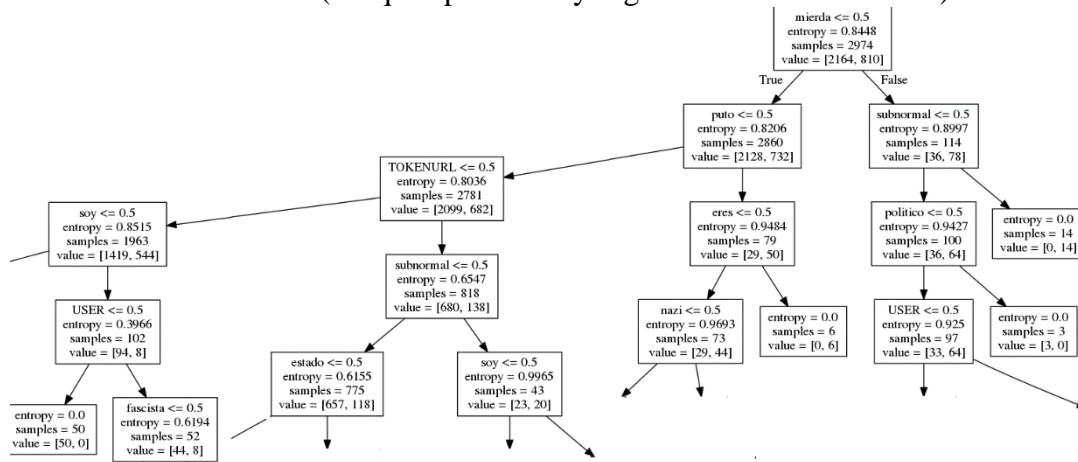 mierda <= 0.5
entropy = 0.8448
samples = 2974
value = [2164, 810]
True
False
puto <= 0.5
entropy = 0.8206
samples = 2860
value = [2128, 732]
subnormal <= 0.5
entropy = 0.8997
samples = 114
value = [36, 78]
TOKENURL <= 0.5
entropy = 0.8036
samples = 2781
value = [2099, 682]
soy <= 0.5
entropy = 0.8515
samples = 1963
value = [1419, 544]
eres <= 0.5
entropy = 0.9484
samples = 79
value = [29, 50]
politico <= 0.5
entropy = 0.9427
samples = 100
value = [36, 64]
entropy = 0.0
samples = 14
value = [0, 14]
subnormal <= 0.5
entropy = 0.6547
samples = 818
value = [680, 138]
USER <= 0.5
entropy = 0.3966
samples = 102
value = [94, 8]
nazi <= 0.5
entropy = 0.9693
samples = 73
value = [29, 44]
entropy = 0.0
samples = 6
value = [0, 6]
USER <= 0.5
entropy = 0.925
samples = 97
value = [33, 64]
entropy = 0.0
samples = 3
value = [3, 0]
estado <= 0.5
entropy = 0.6155
samples = 775
value = [657, 118]
soy <= 0.5
entropy = 0.9965
samples = 43
value = [23, 20]
entropy = 0.0
samples = 50
value = [50, 0]
fascista <= 0.5
entropy = 0.6194
samples = 52
value = [44, 8]